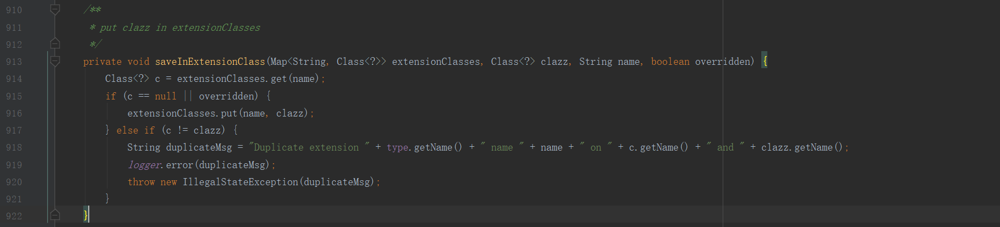 910 /**
911 * put clazz in extensionClasses
912 */
913 private void saveInExtensionClass(Map<String, Class<?>> extensionClasses, Class<?> clazz, String name, boolean overridden) {
914 Class<?> c = extensionClasses.get(name);
915 if (c == null || overridden) {
916 extensionClasses.put(name, clazz);
917 } else if (c != clazz) {
918 String duplicateMsg = "Duplicate extension " + type.getName() + " name " + name + " on " + c.getName() + " and " + clazz.getName();
919 logger.error(duplicateMsg);
920 throw new IllegalStateException(duplicateMsg);
921 }
922 }